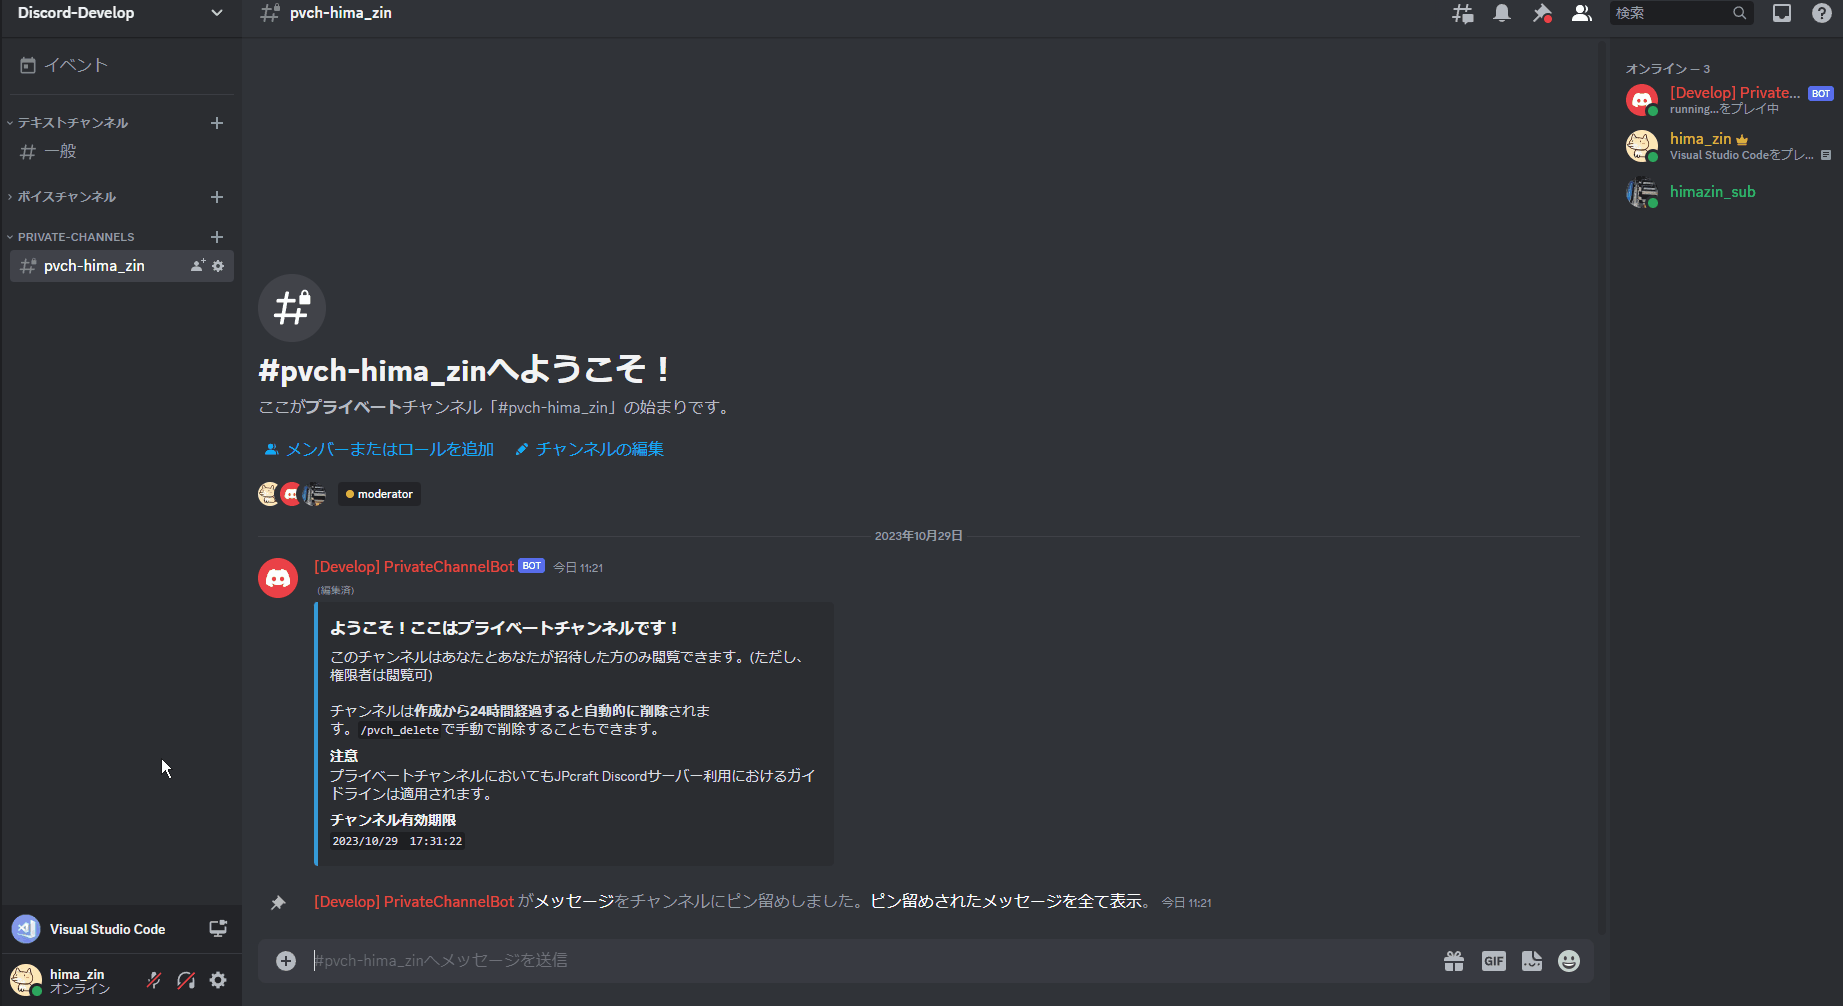 Discord-Develop
イベント
テキストチャンネル
一般
ボイスチャンネル
PRIVATE-CHANNELS
pvch-hima_zin
Visual Studio Code
hima_zin
オンライン
pvch-hima_zin
検索
#pvch-hima_zinへようこそ！
ここがプライベートチャンネル「#pvch-hima_zin」の始まりです。
メンバーまたはロールを追加 チャンネルの編集
moderator
2023年10月29日
[Develop] PrivateChannelBot BOT 今日 11:21
(編集済)
ようこそ！ここはプライベートチャンネルです！
このチャンネルはあなたとあなたが招待した方のみ閲覧できます。(ただし、
権限者は閲覧可)
チャンネルは作成から24時間経過すると自動的に削除されま
す。/pvch_deleteで手動で削除することもできます。
注意
プライベートチャンネルにおいてもJPcraft Discordサーバー利用におけるガイ
ドラインは適用されます。
チャンネル有効期限
2023/10/29 17:31:22
[Develop] PrivateChannelBot がメッセージをチャンネルにピン留めしました。ピン留めされたメッセージを全て表示。 今日 11:21
#pvch-hima_zinへメッセージを送信
GIF
オンライン — 3
[Develop] Private... BOT
running...をプレイ中
hima_zin
Visual Studio Codeをプレ...
himazin_sub